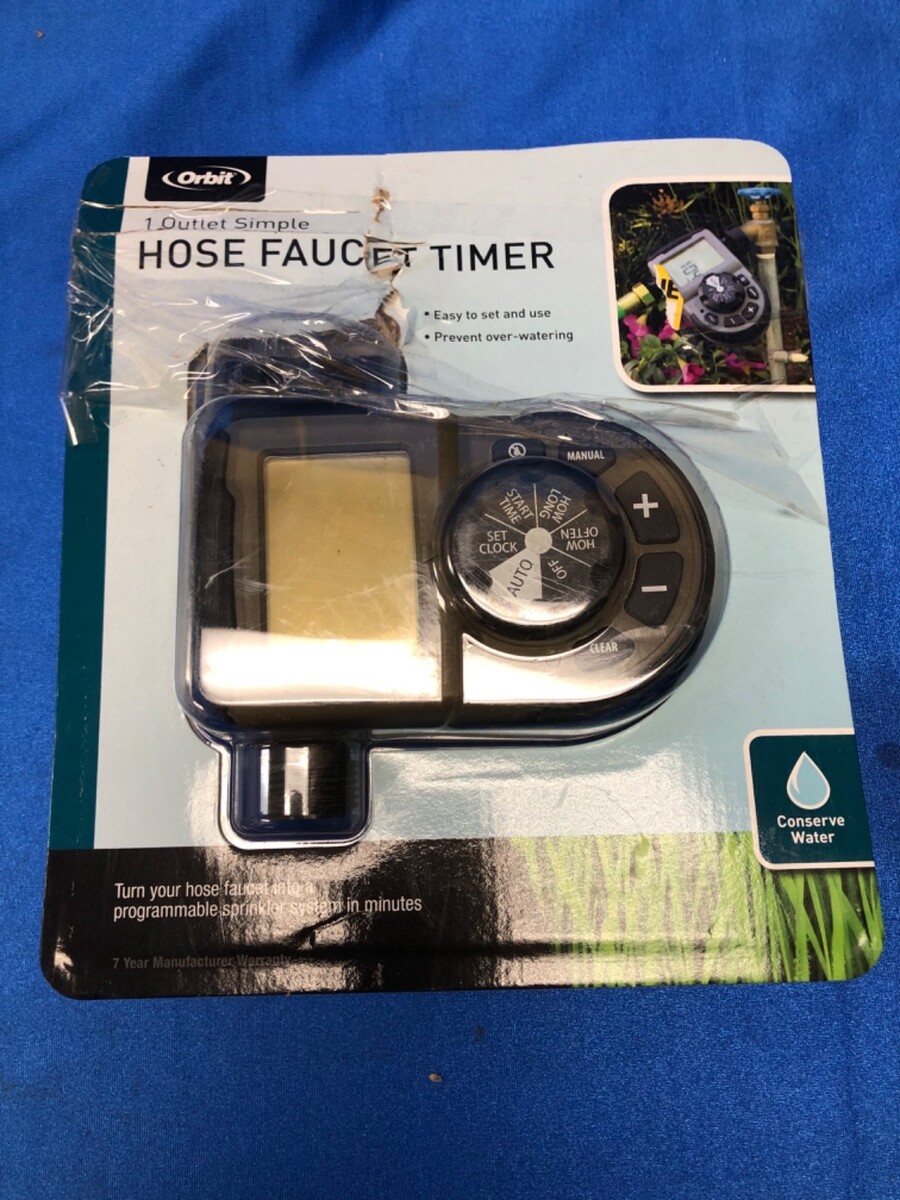 Orbit
1 Outlet Simple
HOSE FAUCET TIMER
• Easy to set and use
• Prevent over-watering
MANUAL
START
TIME
HOW
LONG
SET
CLOCK
HOW
OFTEN
AUTO
OFF
+
−
CLEAR
Conserve
Water
Turn your hose faucet into a
programmable sprinkler system in minutes
7 Year Manufacturer Warranty